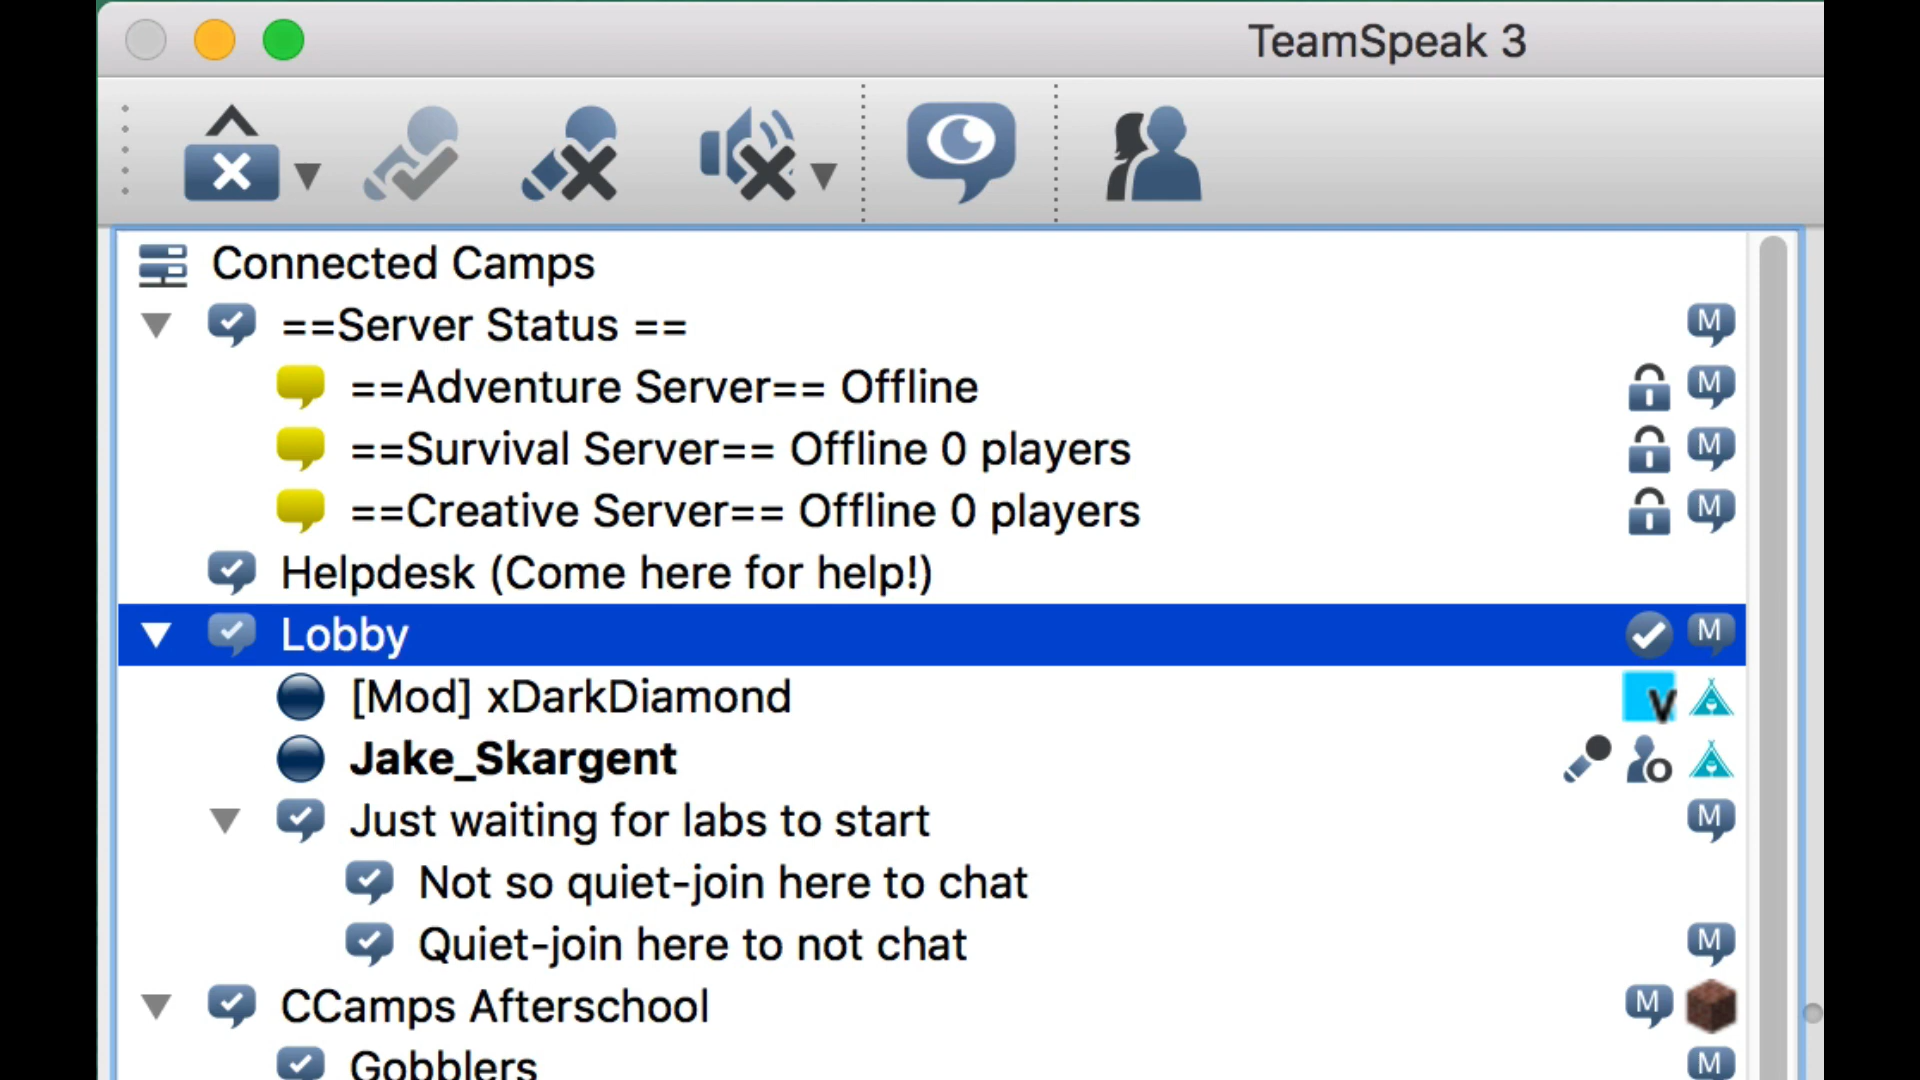 TeamSpeak 3
Connected Camps
==Server Status ==
M
==Adventure Server== Offline
M
==Survival Server== Offline 0 players
M
==Creative Server== Offline 0 players
M
Helpdesk (Come here for help!)
Lobby
M
[Mod] xDarkDiamond
V
Jake_Skargent
O
Just waiting for labs to start
M
Not so quiet-join here to chat
Quiet-join here to not chat
M
CCamps Afterschool
M
Gobblers
M